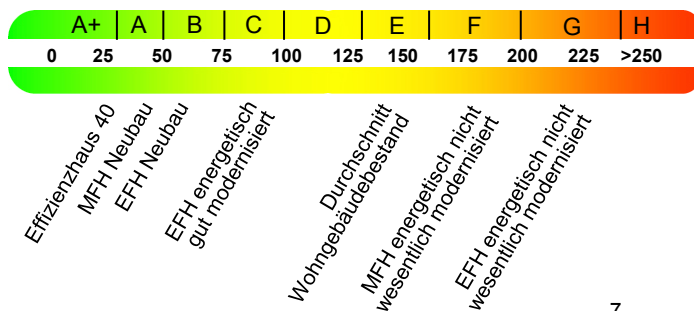 A+ A B C D E F G H
0 25 50 75 100 125 150 175 200 225 >250
Effizienzhaus 40
MFH Neubau
EFH Neubau
EFH energetisch
gut modernisiert
Durchschnitt
Wohngebäudebestand
MFH energetisch nicht
wesentlich modernisiert
EFH energetisch nicht
wesentlich modernisiert